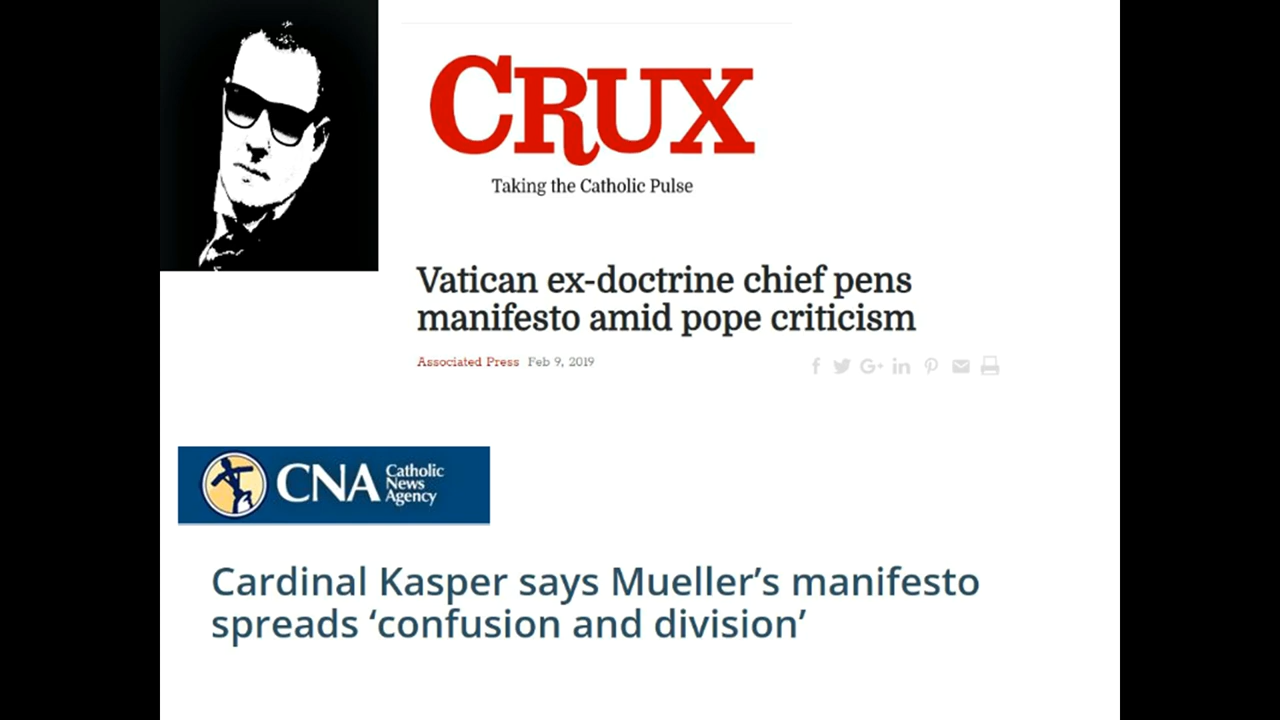 CRUX
Taking the Catholic Pulse
Vatican ex-doctrine chief pens
manifesto amid pope criticism
Associated Press Feb 9, 2019
f G+ in
CNA Catholic
News
Agency
Cardinal Kasper says Mueller’s manifesto
spreads ‘confusion and division’